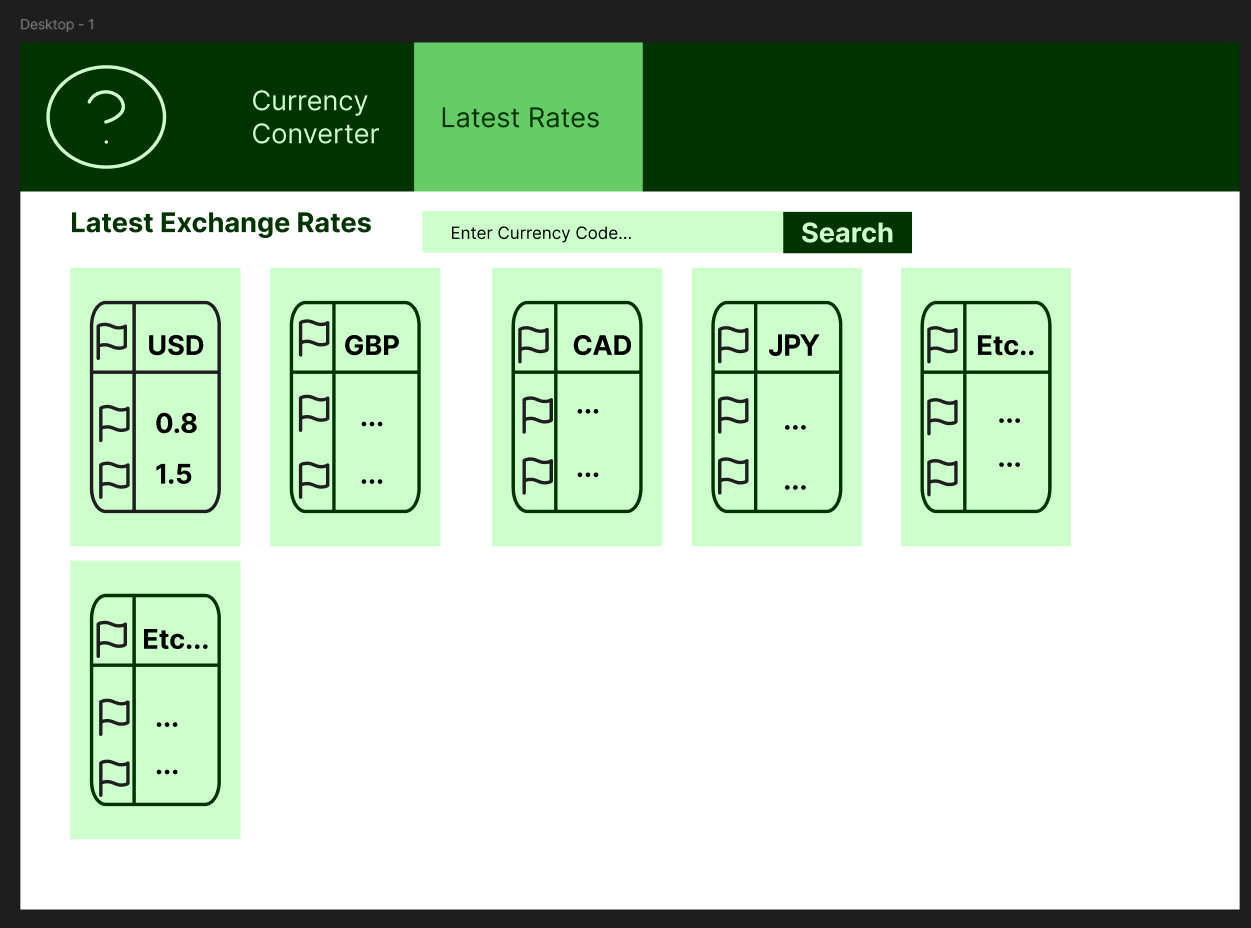 Desktop - 1
?
Currency
Converter
Latest Rates
Latest Exchange Rates
Enter Currency Code...
Search
USD
0.8
1.5
GBP
...
...
CAD
...
...
JPY
...
...
Etc..
...
...
Etc...
...
...